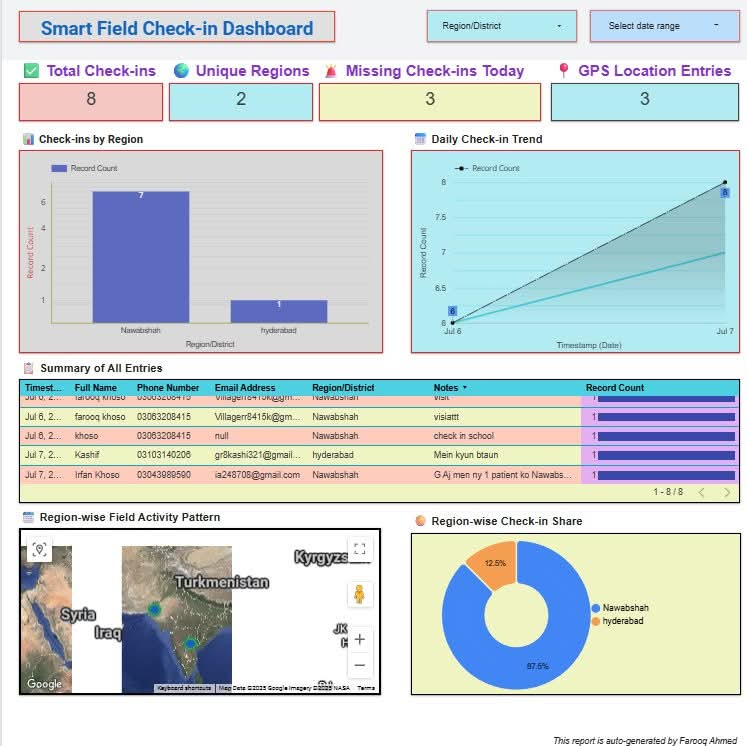 Smart Field Check-in Dashboard
Region/District
Select date range
Total Check-ins
Unique Regions
Missing Check-ins Today
GPS Location Entries
8
2
3
3
Check-ins by Region
Daily Check-in Trend
Record Count
6
4
2
1
Record Count
7
1
Nawabshah
hyderabad
Region/District
Record Count
8
7.5
7
6.5
6
Record Count
6
8
Jul 6
Jul 7
Timestamp (Date)
Summary of All Entries
Timest... Full Name Phone Number Email Address Region/District Notes Record Count
Jul 6, 2... farooq khoso 03063208415 Villagerr8415k@gm... Nawabshah visit 1
Jul 6, 2... farooq khoso 03063208415 Villagerr8415k@gm... Nawabshah visiattt 1
Jul 6, 2... khoso 03063208415 null Nawabshah check in school 1
Jul 7, 2... Kashif 03103140206 gr8kashi321@gmail... hyderabad Mein kyun btaun 1
Jul 7, 2... Irfan Khoso 03043989590 ia248708@gmail.com Nawabshah G Aj men ny 1 patient ko Nawabs... 1
1 - 8 / 8
Region-wise Field Activity Pattern
Region-wise Check-in Share
Turkmenistan
Syria
Iraq
JK
Google
Keyboard shortcuts
Map Data ©2025 Google Imagery ©2025 NASA
Terms
12.5%
87.5%
Nawabshah
hyderabad
This report is auto-generated by Farooq Ahmed